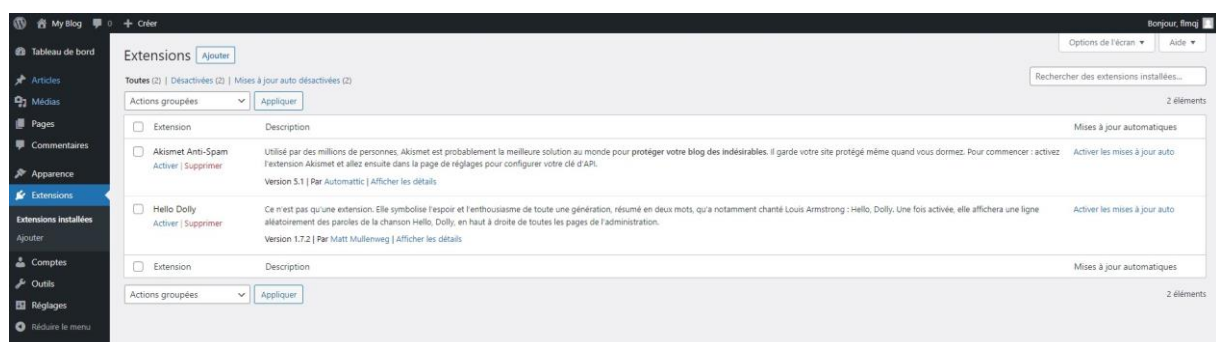 My Blog 0 + Créer Bonjour, flmqj
Tableau de bord
Articles
Médias
Pages
Commentaires
Apparence
Extensions
Extensions installées
Ajouter
Comptes
Outils
Réglages
Réduire le menu
Options de l'écran ▼ Aide ▼
Extensions Ajouter
Toutes (2) | Désactivées (2) | Mises à jour auto désactivées (2)
Rechercher des extensions installées...
Actions groupées Appliquer 2 éléments
Extension Description Mises à jour automatiques
Akismet Anti-Spam Utilisé par des millions de personnes, Akismet est probablement la meilleure solution au monde pour protéger votre blog des indésirables. Il garde votre site protégé même quand vous dormez. Pour commencer : activez Activer les mises à jour auto
Activer | Supprimer l'extension Akismet et allez ensuite dans la page de réglages pour configurer votre clé d'API.
Version 5.1 | Par Automattic | Afficher les détails
Hello Dolly Ce n'est pas qu'une extension. Elle symbolise l'espoir et l'enthousiasme de toute une génération, résumé en deux mots, qu'a notamment chanté Louis Armstrong : Hello, Dolly. Une fois activée, elle affichera une ligne Activer les mises à jour auto
Activer | Supprimer aléatoirement des paroles de la chanson Hello, Dolly, en haut à droite de toutes les pages de l'administration.
Version 1.7.2 | Par Matt Mullenweg | Afficher les détails
Extension Description Mises à jour automatiques
Actions groupées Appliquer 2 éléments